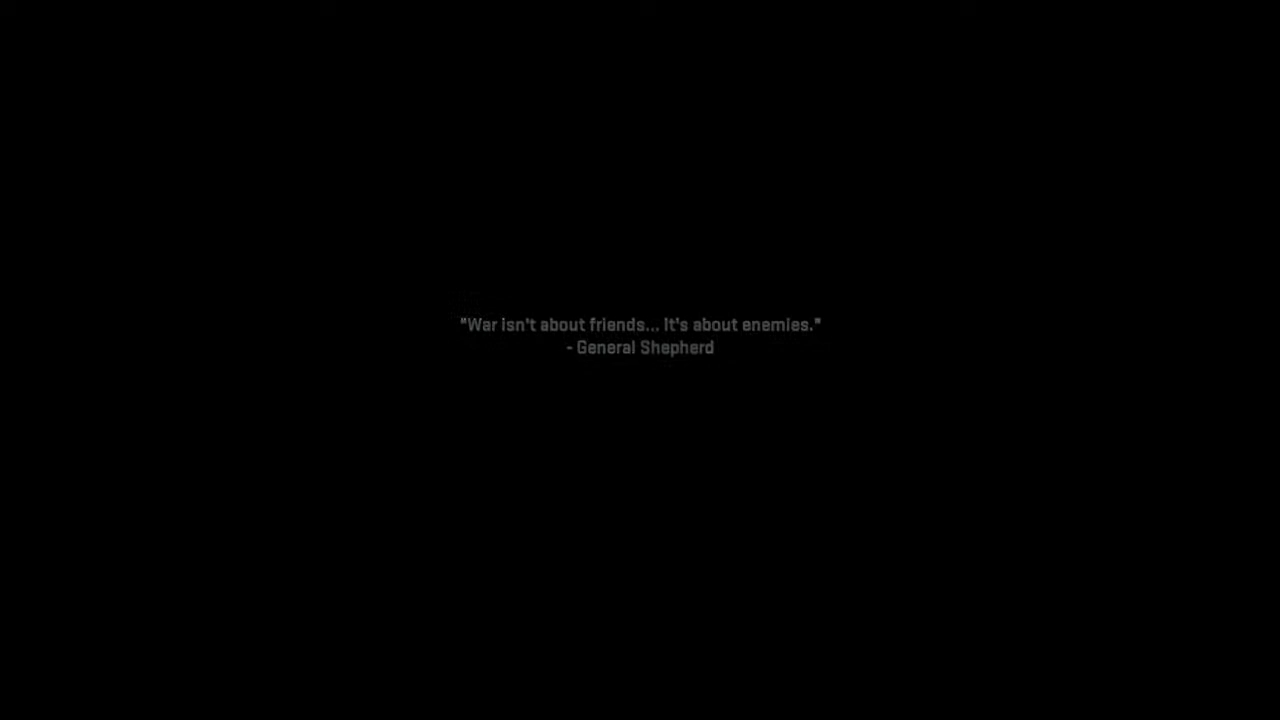 "War isn't about friends... It's about enemies."
- General Shepherd